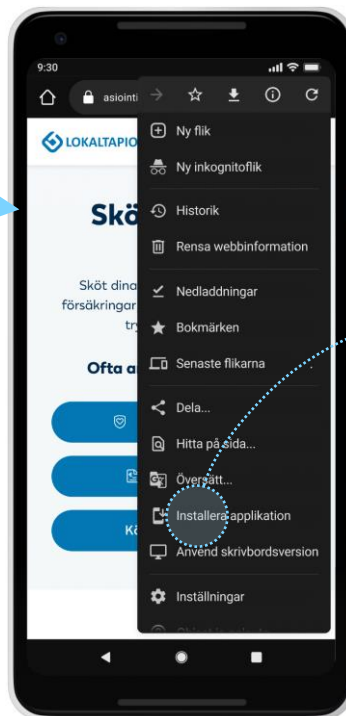 9:30
asiointi
LOKALTAPIO
Skö
Sköt dina
försäkringar
try
Ofta a
Kö
Ny flik
Ny inkognitoflik
Historik
Rensa webbinformation
Nedladdningar
Bokmärken
Senaste flikarna
Dela...
Hitta på sida...
Översätt...
Installera applikation
Använd skrivbordsversion
Inställningar